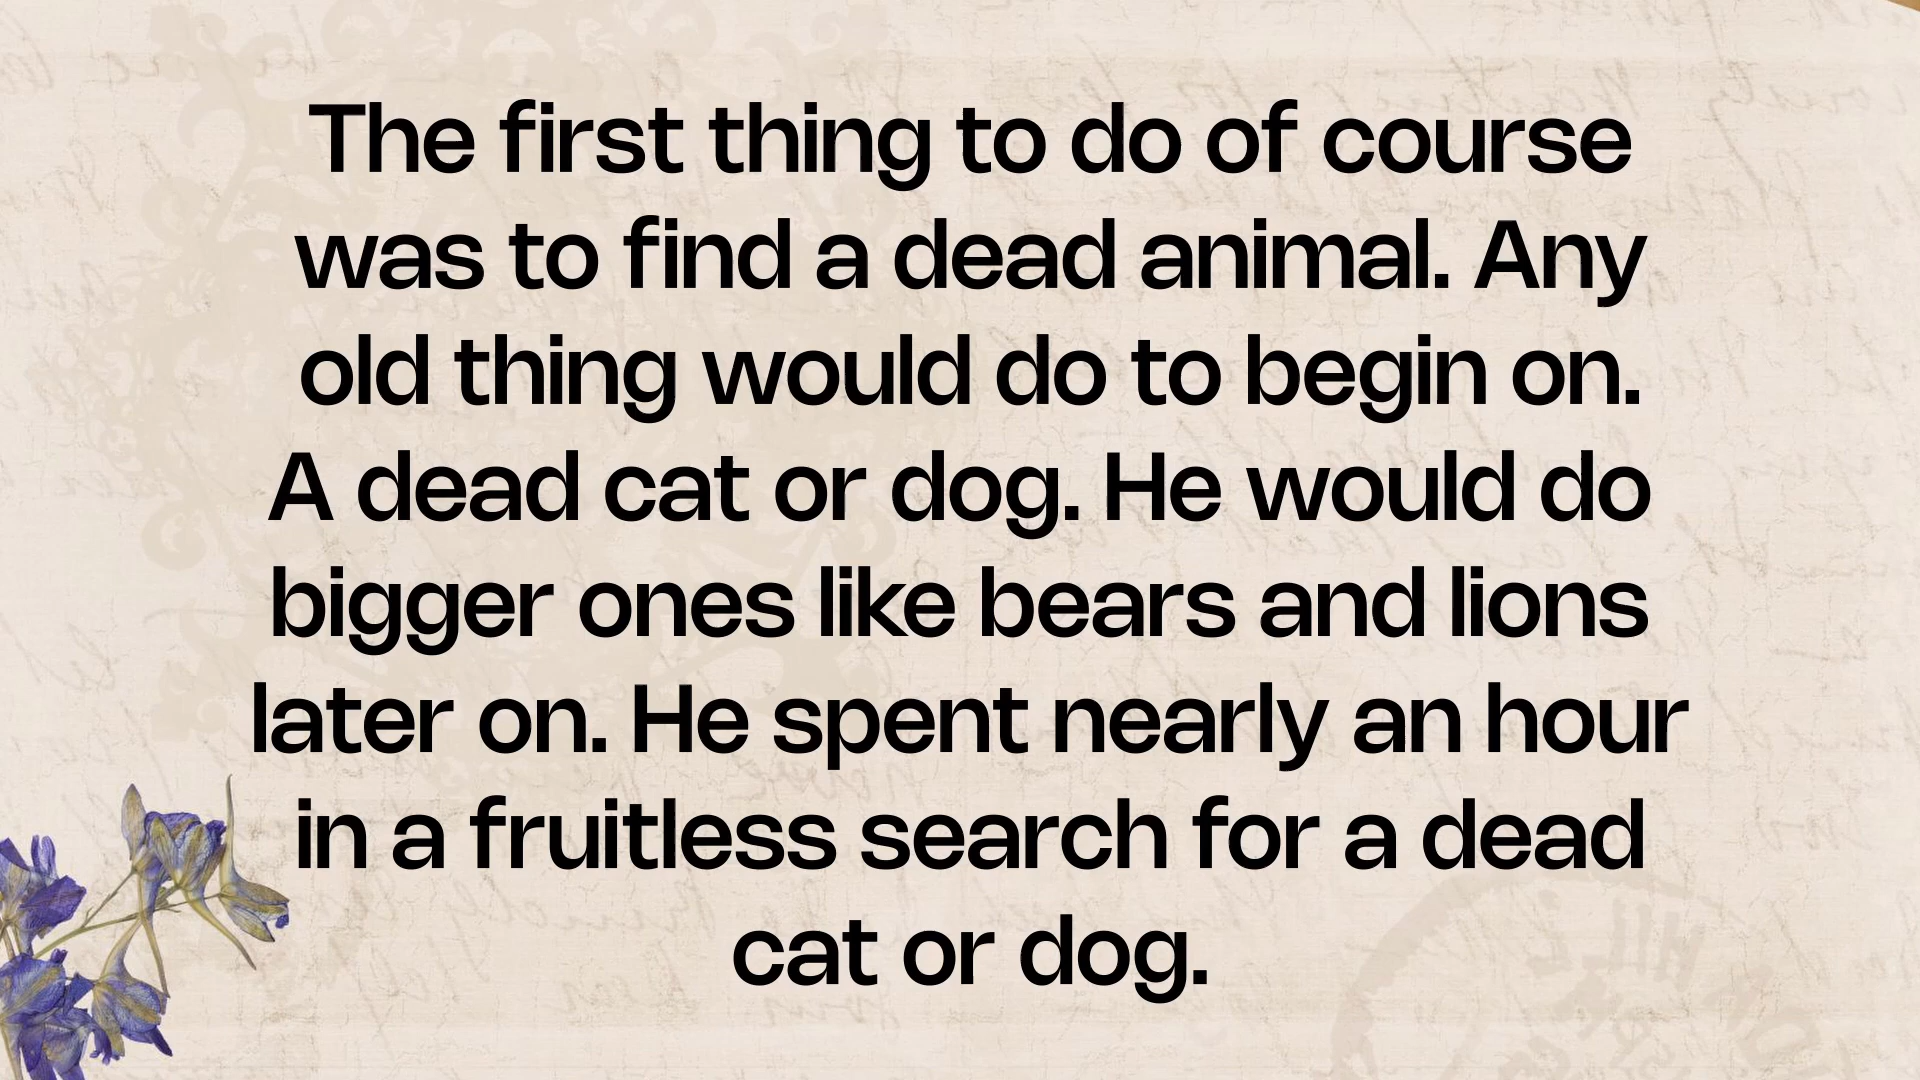 The first thing to do of course
was to find a dead animal. Any
old thing would do to begin on.
A dead cat or dog. He would do
bigger ones like bears and lions
later on. He spent nearly an hour
in a fruitless search for a dead
cat or dog.